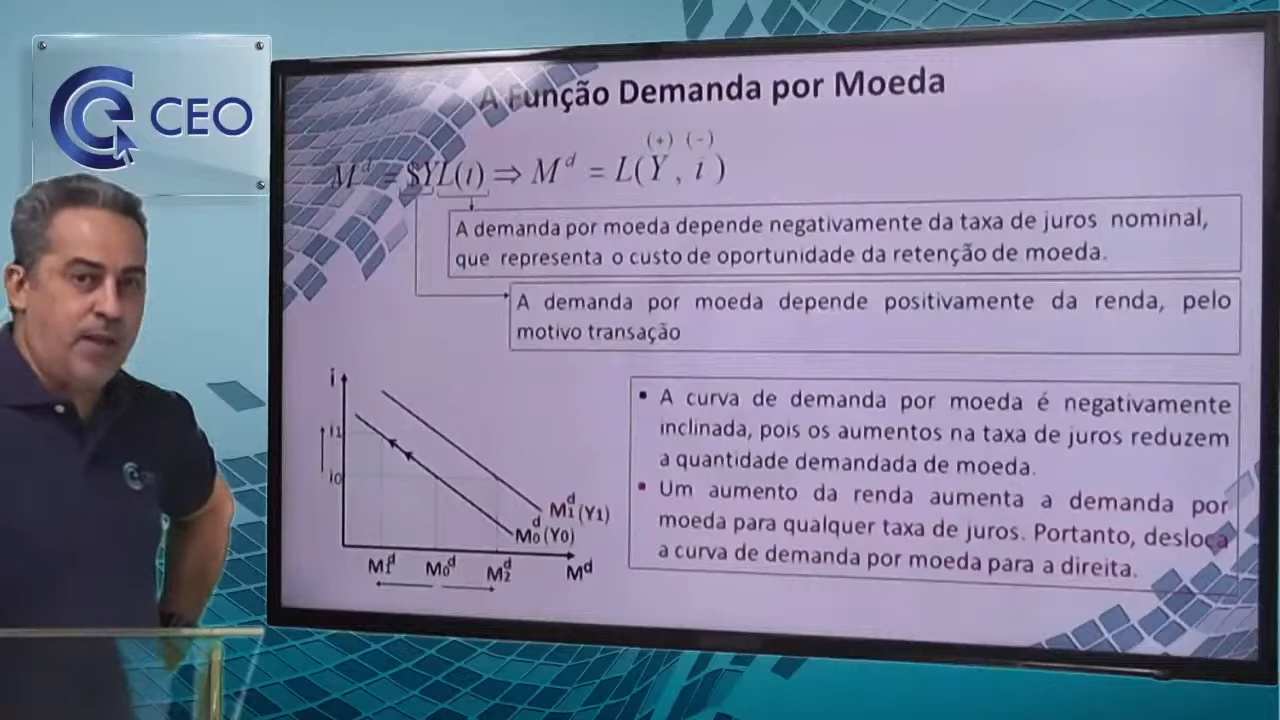 CEO
A Função Demanda por Moeda
(+) (-)
M^d = $YL(i) ⇒ M^d = L(Y, i)
A demanda por moeda depende negativamente da taxa de juros nominal,
que representa o custo de oportunidade da retenção de moeda.
A demanda por moeda depende positivamente da renda, pelo
motivo transação
i
i1
i0
M1^d (Y1)
M0^d (Y0)
M1^d M0^d M2^d M^d
▪ A curva de demanda por moeda é negativamente
inclinada, pois os aumentos na taxa de juros reduzem
a quantidade demandada de moeda.
▪ Um aumento da renda aumenta a demanda por
moeda para qualquer taxa de juros. Portanto, desloca
a curva de demanda por moeda para a direita.